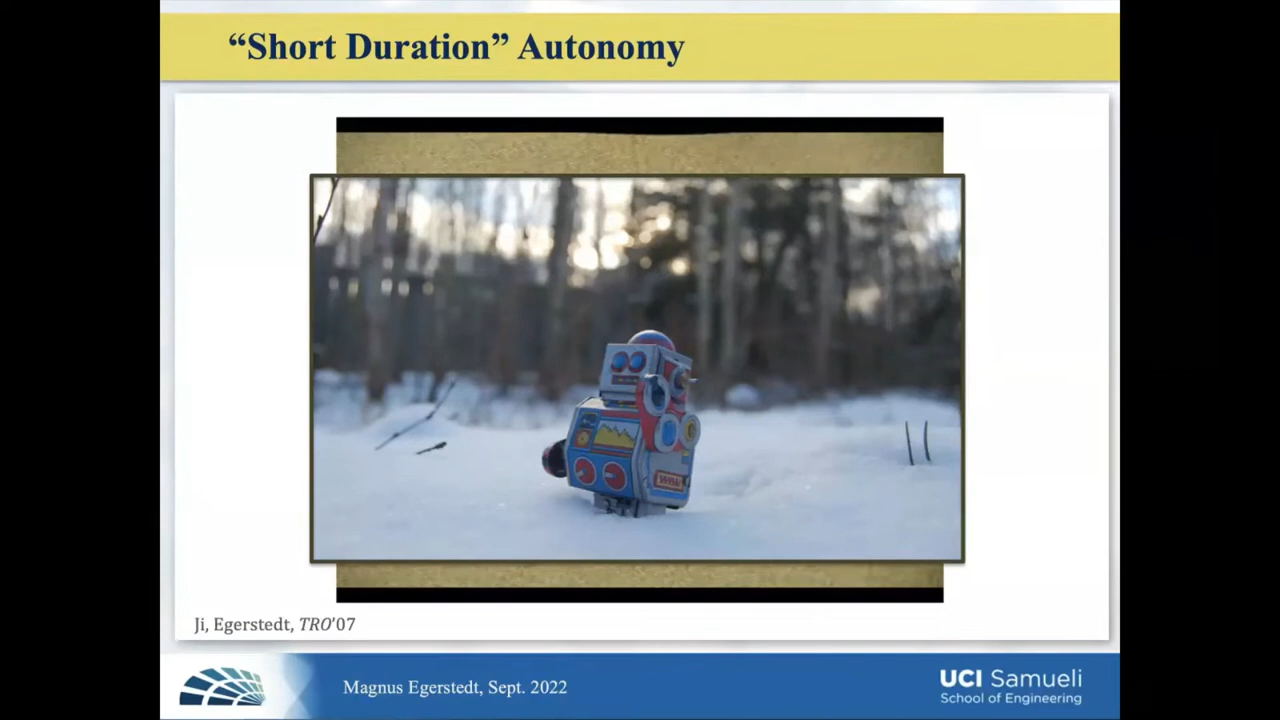 “Short Duration” Autonomy
Ji, Egerstedt, TRO’07
Magnus Egerstedt, Sept. 2022
UCI Samueli
School of Engineering